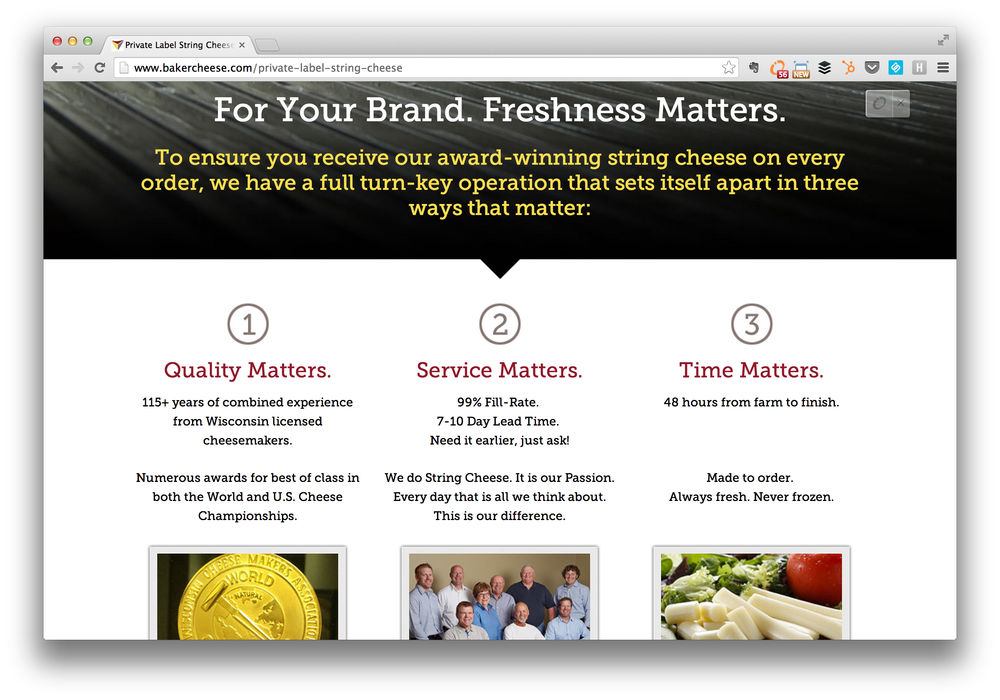 Private Label String Cheese
www.bakercheese.com/private-label-string-cheese
56
NEW
H
For Your Brand. Freshness Matters.
To ensure you receive our award-winning string cheese on every
order, we have a full turn-key operation that sets itself apart in three
ways that matter:
1
2
3
Quality Matters.
Service Matters.
Time Matters.
115+ years of combined experience
from Wisconsin licensed
cheesemakers.
99% Fill-Rate.
7-10 Day Lead Time.
Need it earlier, just ask!
48 hours from farm to finish.
Numerous awards for best of class in
both the World and U.S. Cheese
Championships.
We do String Cheese. It is our Passion.
Every day that is all we think about.
This is our difference.
Made to order.
Always fresh. Never frozen.
WISCONSIN CHEESE MAKERS ASSOCIATION
WORLD
NATURAL